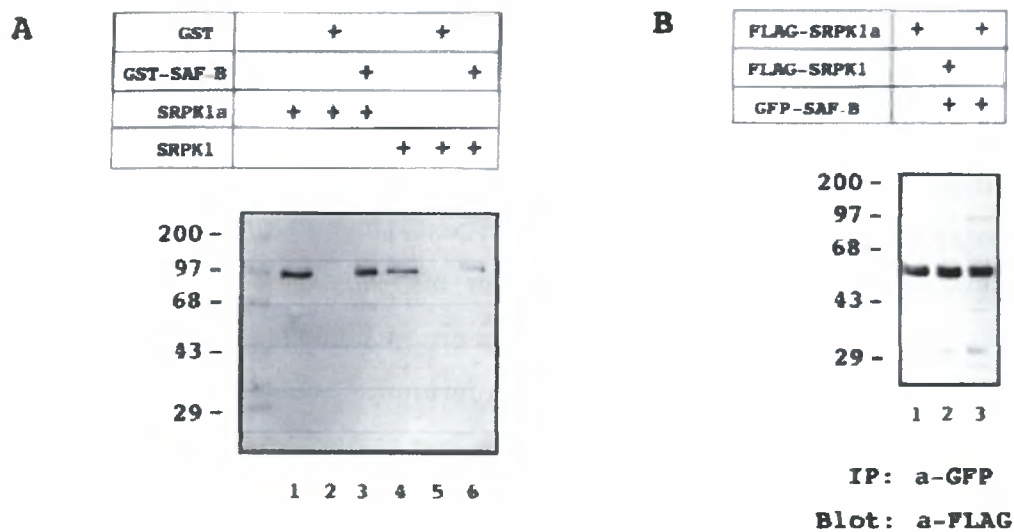 A
GST + +
GST-SAF-B + +
SRPK1a + + +
SRPK1 + + +
200 -
97 -
68 -
43 -
29 -
1 2 3 4 5 6
B
FLAG-SRPK1a + +
FLAG-SRPK1 +
GFP-SAF-B + +
200 -
97 -
68 -
43 -
29 -
1 2 3
IP: a-GFP
Blot: a-FLAG